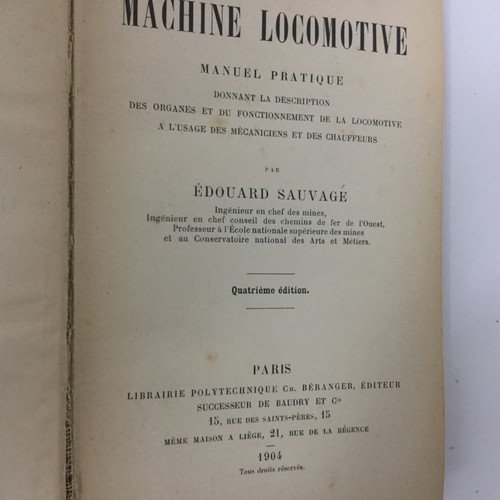 MACHINE LOCOMOTIVE
MANUEL PRATIQUE
DONNANT LA DESCRIPTION
DES ORGANES ET DU FONCTIONNEMENT DE LA LOCOMOTIVE
A L'USAGE DES MÉCANICIENS ET DES CHAUFFEURS
PAR
ÉDOUARD SAUVAGE
Ingénieur en chef des mines,
Ingénieur en chef conseil des chemins de fer de l'Ouest,
Professeur à l'École nationale supérieure des mines
et au Conservatoire national des Arts et Métiers.
Quatrième édition.
PARIS
LIBRAIRIE POLYTECHNIQUE CH. BÉRANGER, ÉDITEUR
SUCCESSEUR DE BAUDRY ET Cie
15, RUE DES SAINTS-PÈRES, 15
MÊME MAISON A LIÈGE, 21, RUE DE LA RÉGENCE
1904
Tous droits réservés.